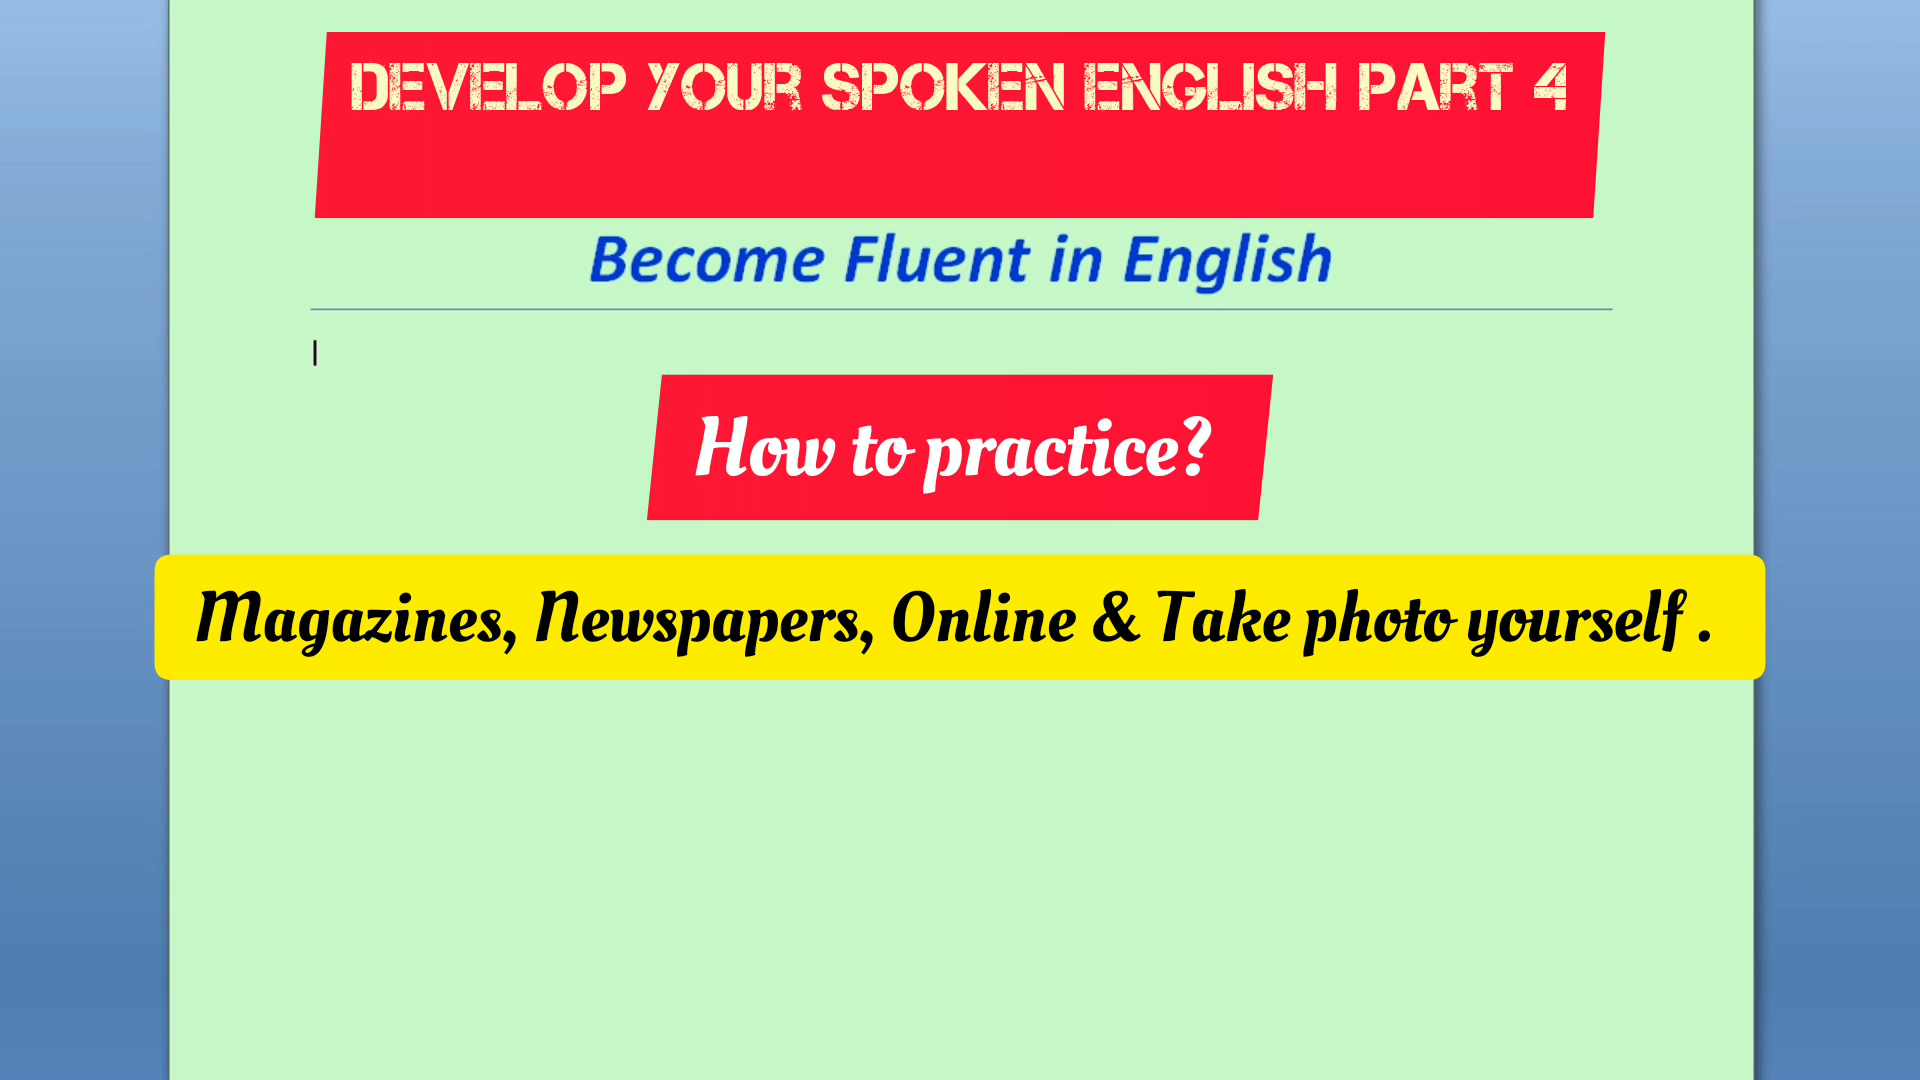 DEVELOP YOUR SPOKEN ENGLISH PART 4
Become Fluent in English
How to practice?
Magazines, Newspapers, Online & Take photo yourself .